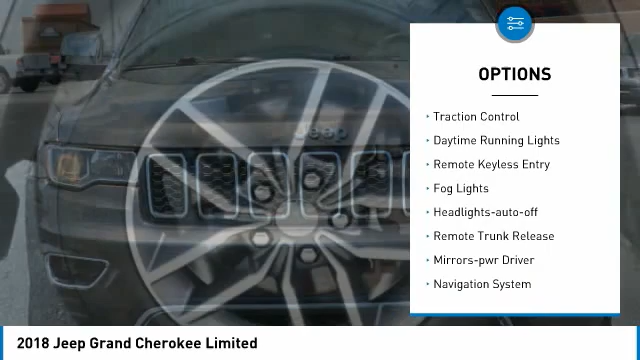 OPTIONS
• Traction Control
• Daytime Running Lights
• Remote Keyless Entry
• Fog Lights
• Headlights-auto-off
• Remote Trunk Release
• Mirrors-pwr Driver
• Navigation System
Jeep
2018 Jeep Grand Cherokee Limited